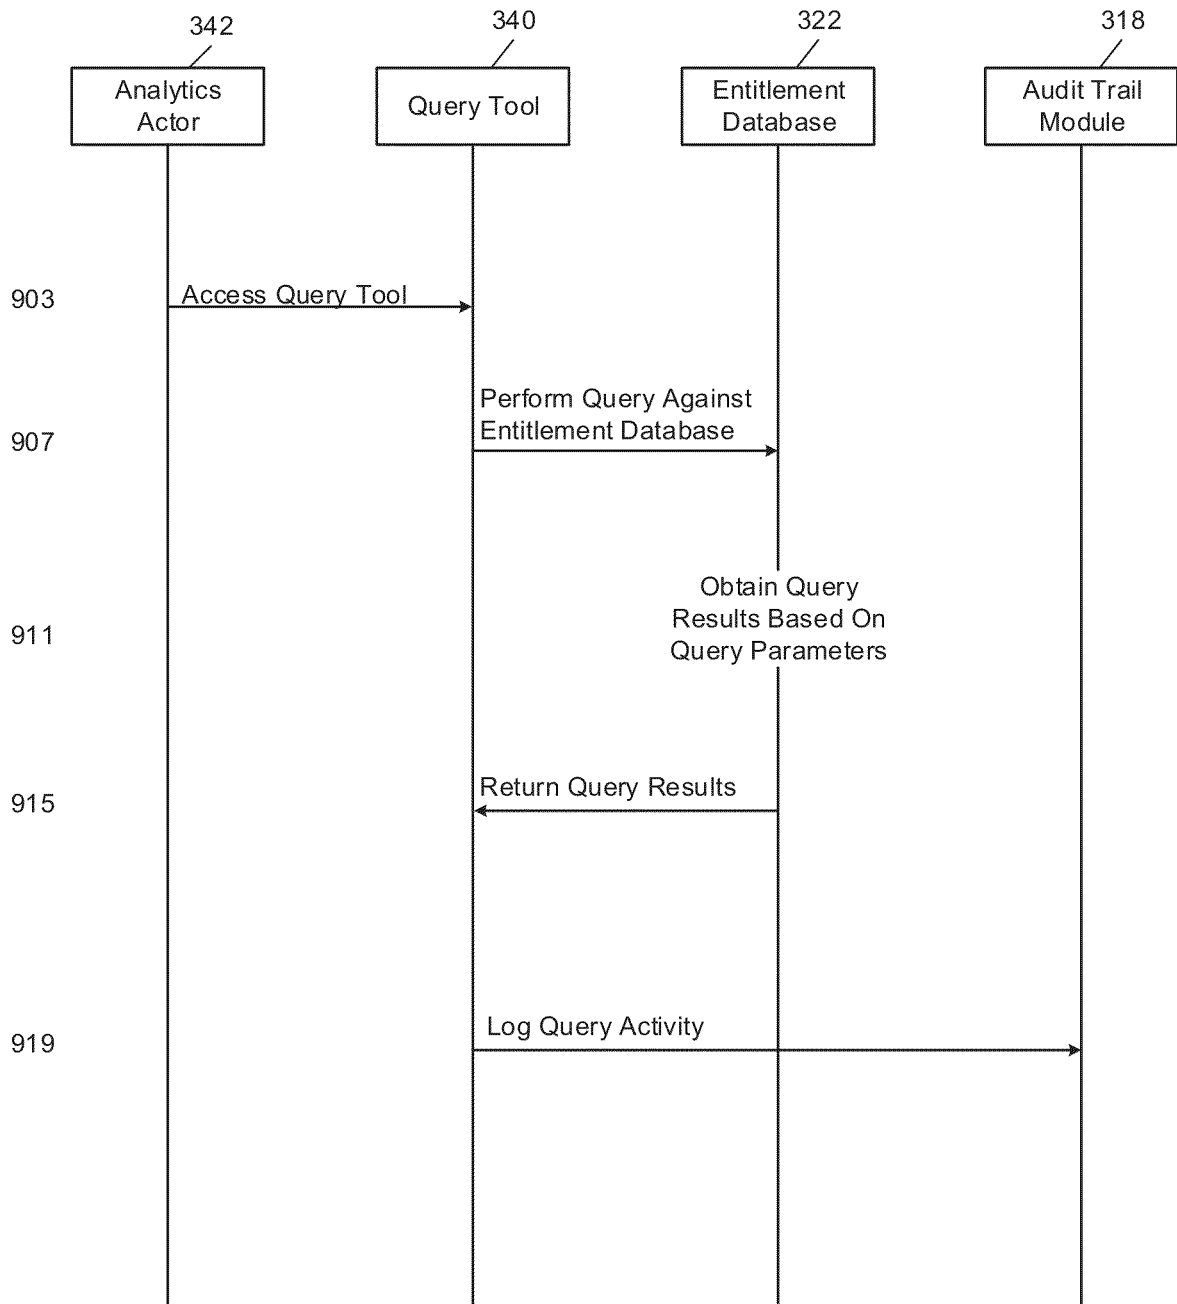 342
340
322
318
Analytics
Actor
Query Tool
Entitlement
Database
Audit Trail
Module
903
Access Query Tool
907
Perform Query Against
Entitlement Database
911
Obtain Query
Results Based On
Query Parameters
915
Return Query Results
919
Log Query Activity